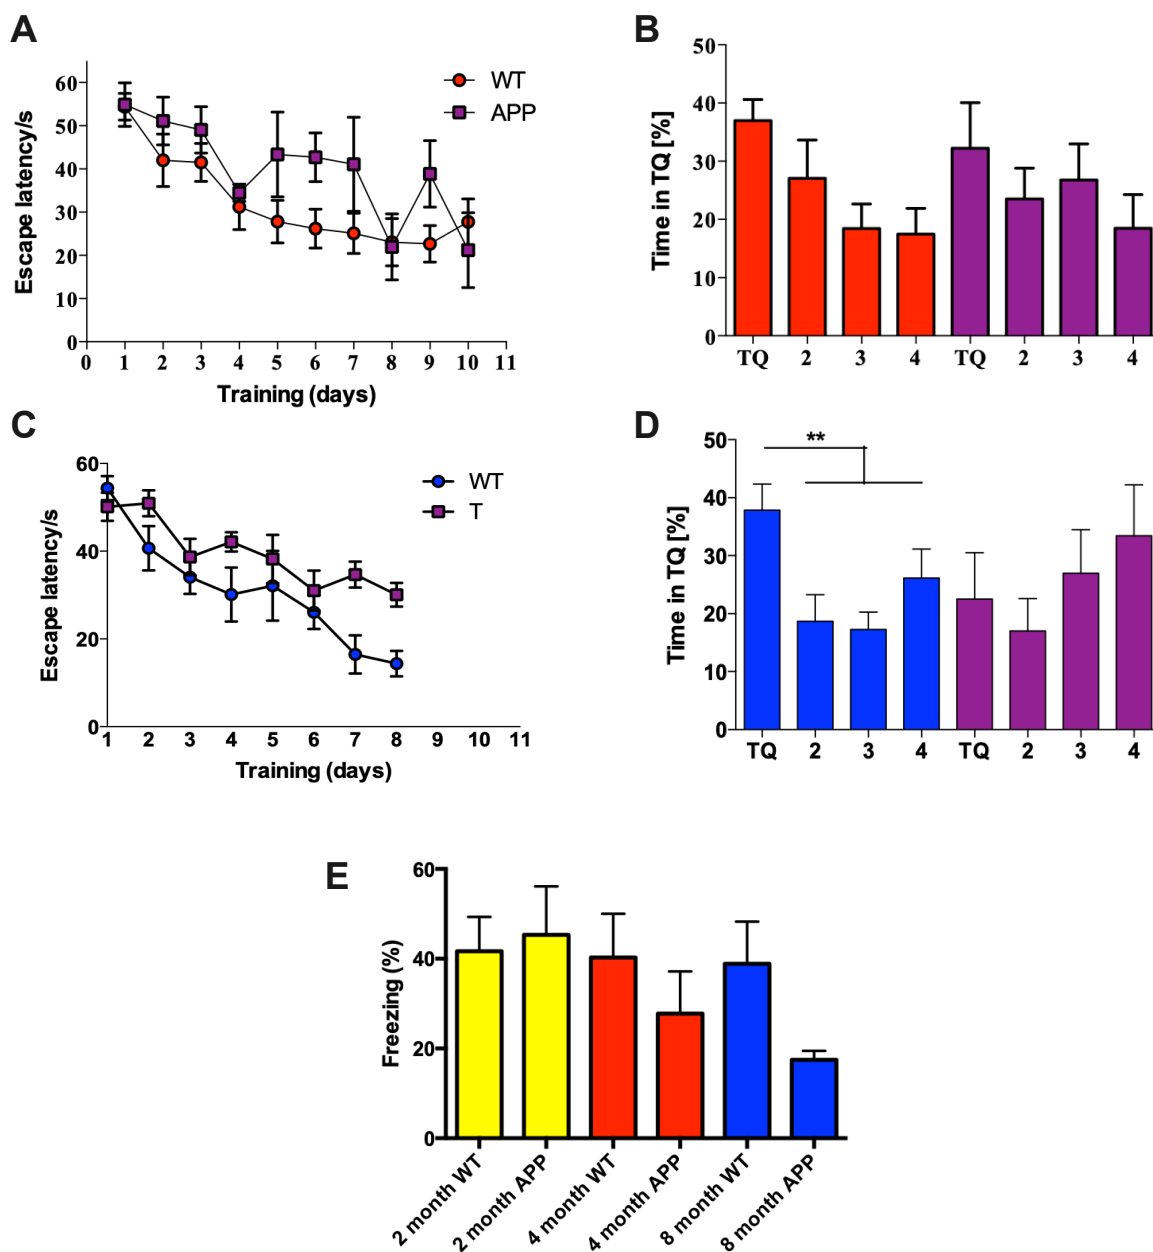 A
Escape latency/s
60
50
40
30
20
10
0
0 1 2 3 4 5 6 7 8 9 10 11
Training (days)
WT
APP
B
Time in TQ [%]
50
40
30
20
10
0
TQ 2 3 4 TQ 2 3 4
C
Escape latency/s
60
40
20
0
1 2 3 4 5 6 7 8 9 10 11
Training (days)
WT
T
D
Time in TQ [%]
50
40
30
20
10
0
**
TQ 2 3 4 TQ 2 3 4
E
Freezing (%)
60
40
20
0
2 month WT
2 month APP
4 month WT
4 month APP
8 month WT
8 month APP